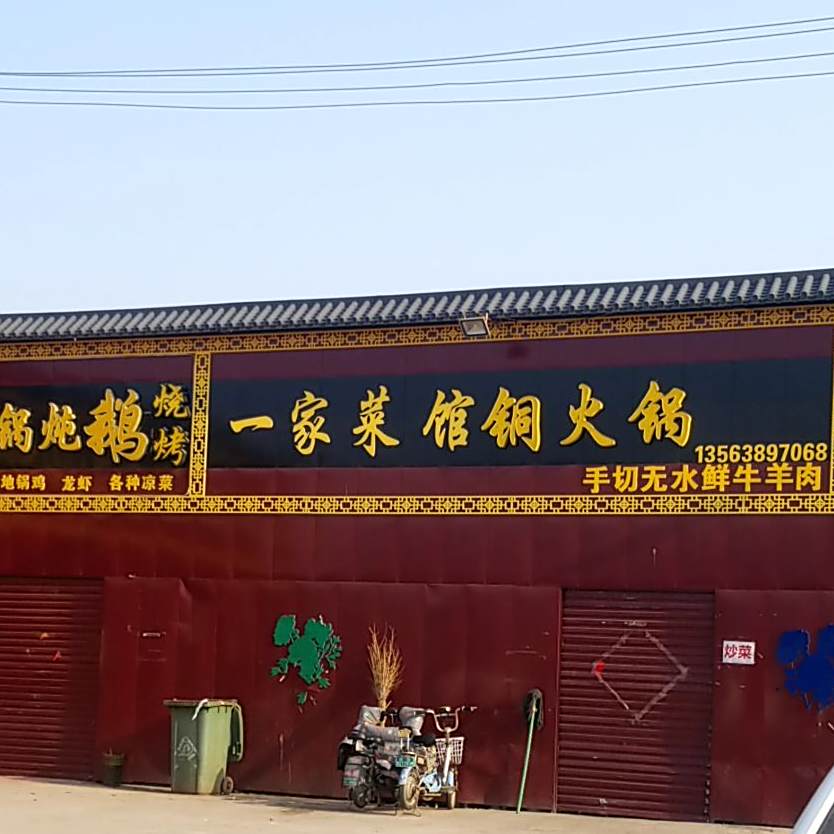 锅炖鹅
烧烤
地锅鸡 龙虾 各种凉菜
一家菜馆铜火锅
13563897068
手切无水鲜牛羊肉
炒菜